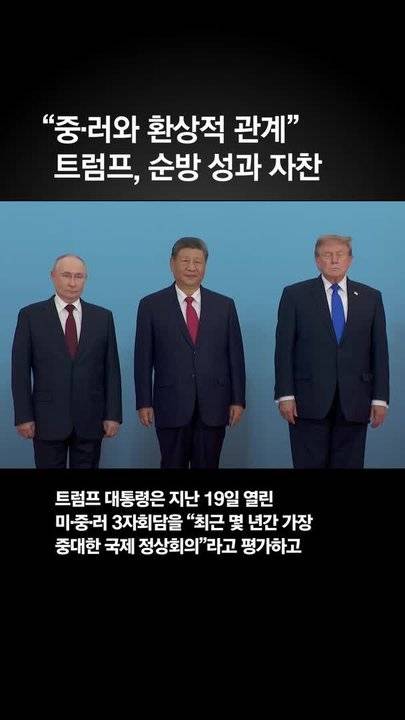 “중·러와 환상적 관계”
트럼프, 순방 성과 자찬
트럼프 대통령은 지난 19일 열린
미·중·러 3자회담을 “최근 몇 년간 가장
중대한 국제 정상회의”라고 평가하고